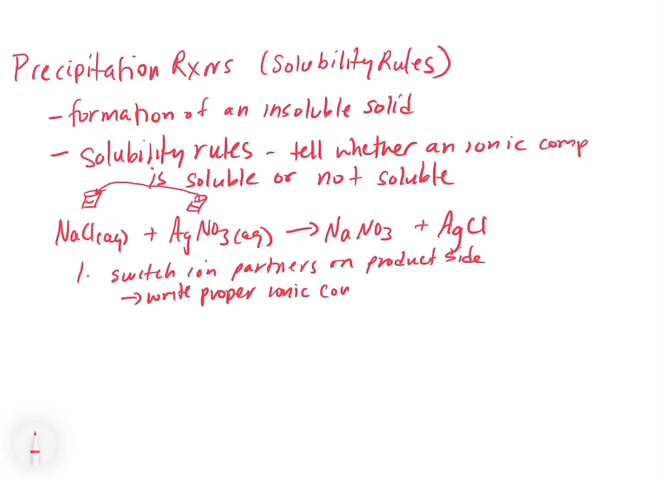 Precipitation Rxns (Solubility Rules)
- formation of an insoluble solid
- solubility rules - tell whether an ionic comp
is soluble or not soluble
NaCl(aq) + AgNO3(aq) → NaNO3 + AgCl
1. switch ion partners on product side
→ write proper ionic com